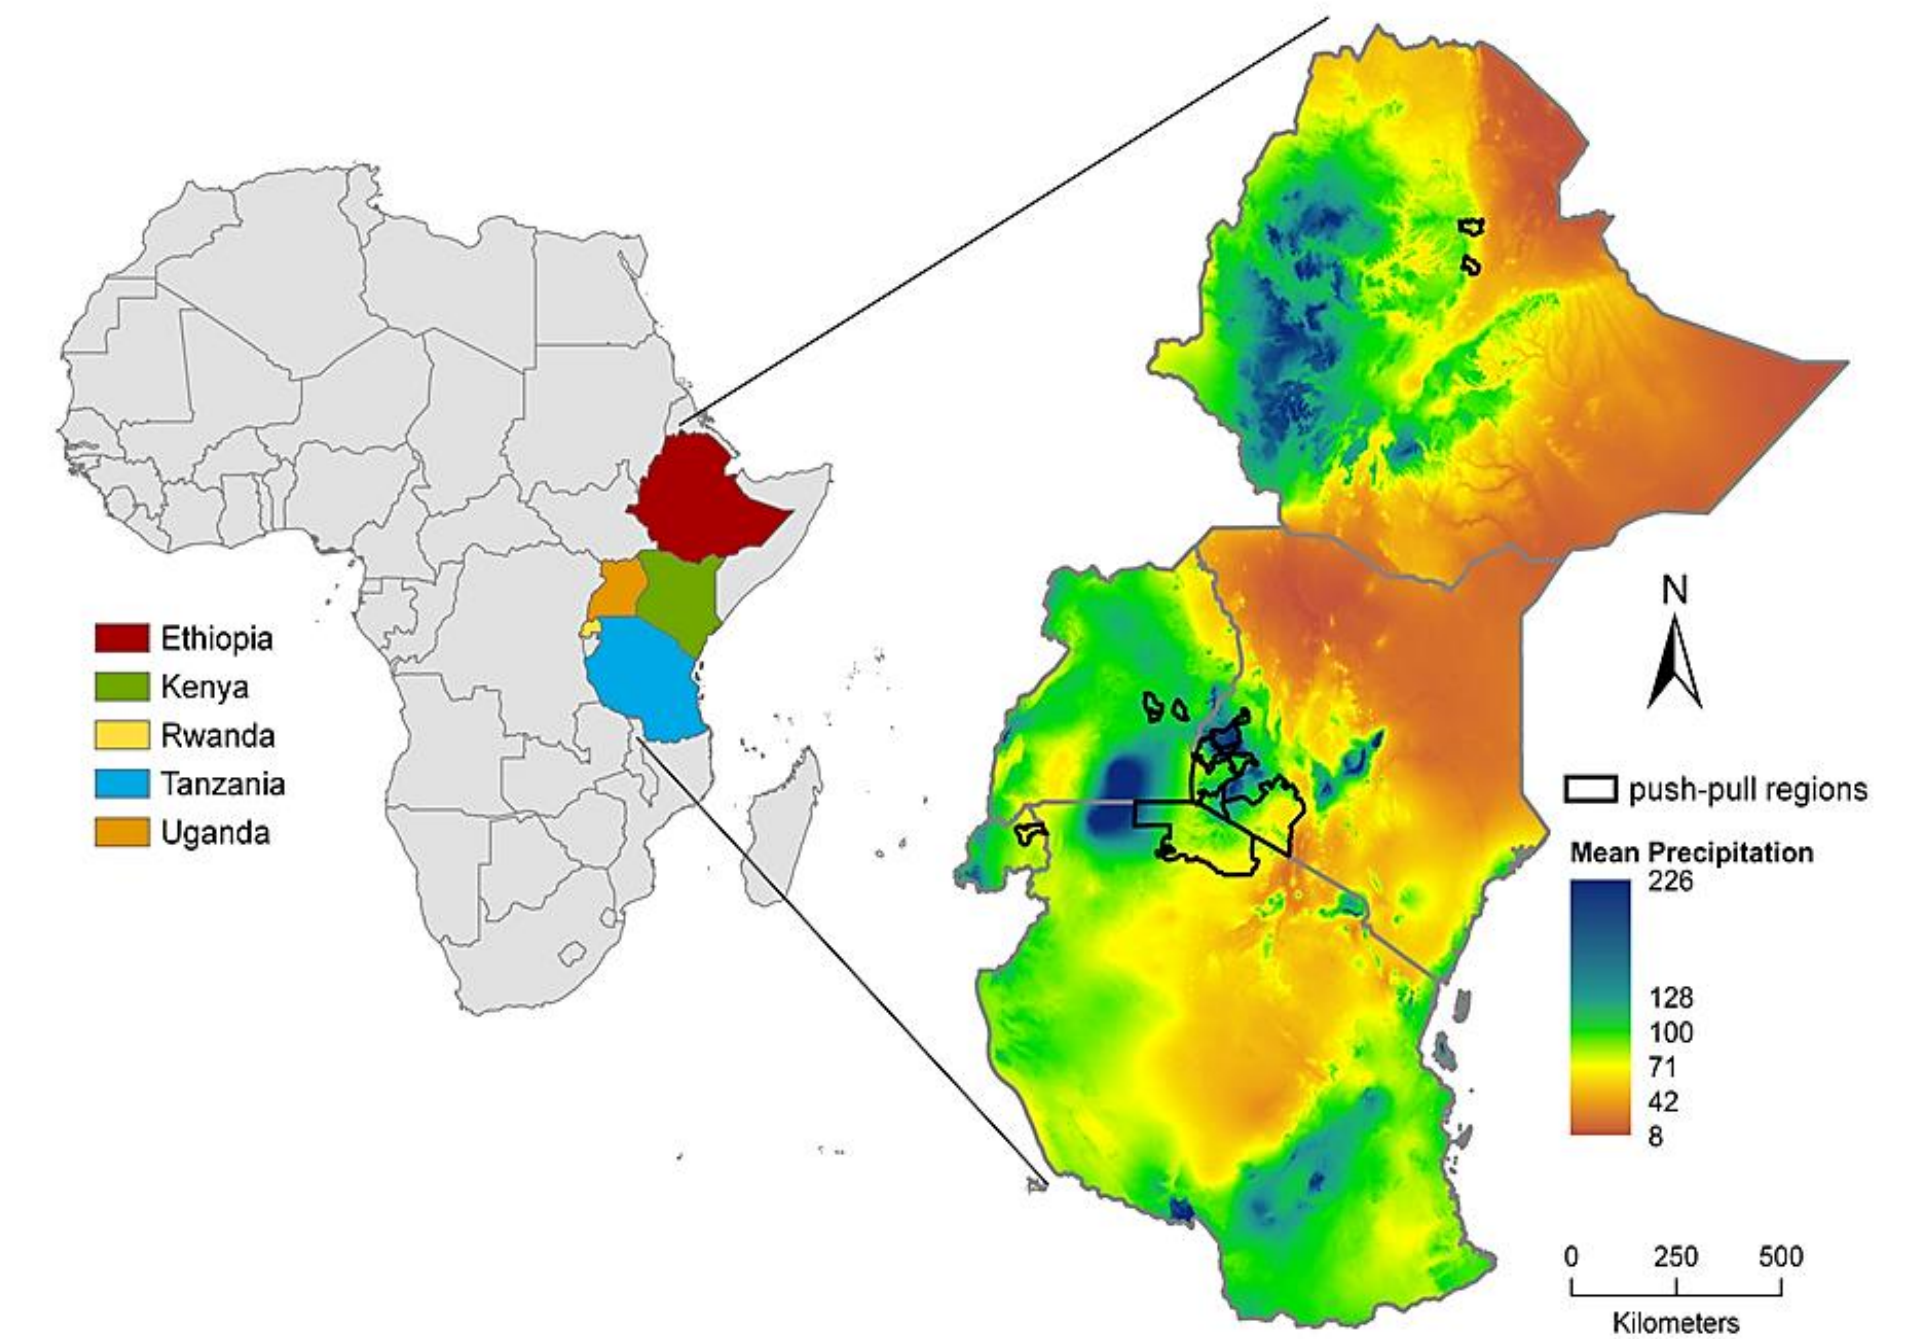 Ethiopia
Kenya
Rwanda
Tanzania
Uganda
N
push-pull regions
Mean Precipitation
226
128
100
71
42
8
0 250 500
Kilometers